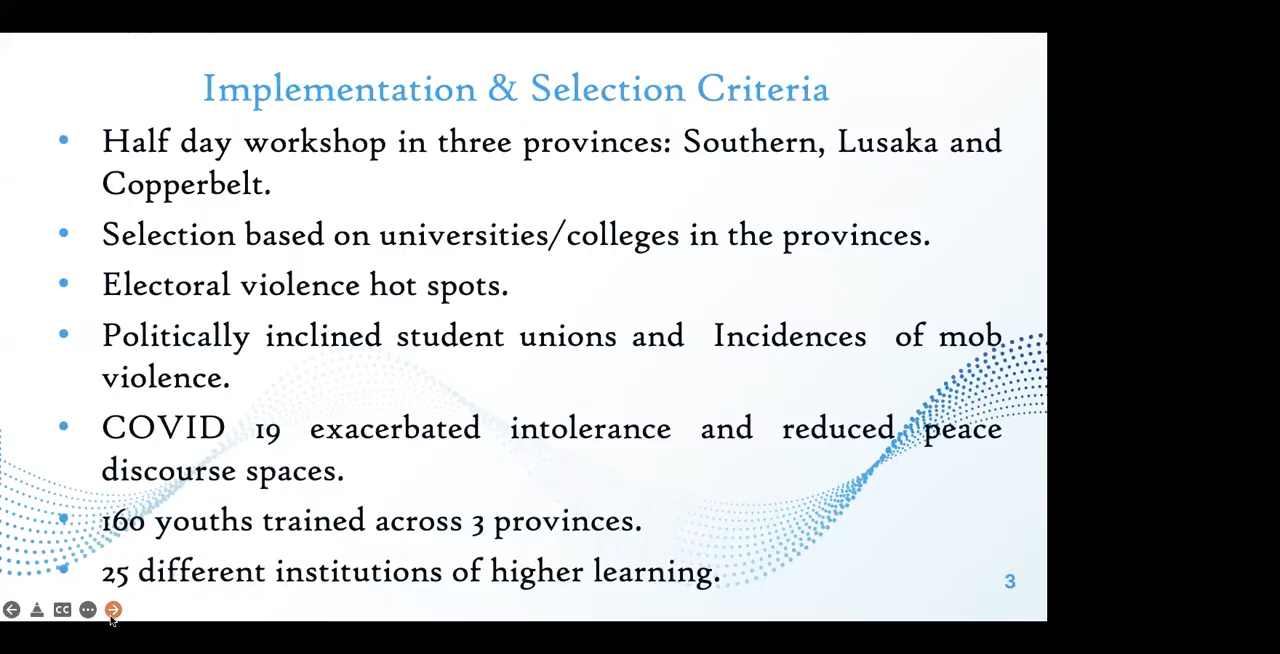 Implementation & Selection Criteria
• Half day workshop in three provinces: Southern, Lusaka and
Copperbelt.
• Selection based on universities/colleges in the provinces.
• Electoral violence hot spots.
• Politically inclined student unions and Incidences of mob
violence.
• COVID 19 exacerbated intolerance and reduced peace
discourse spaces.
• 160 youths trained across 3 provinces.
• 25 different institutions of higher learning.
3
CC